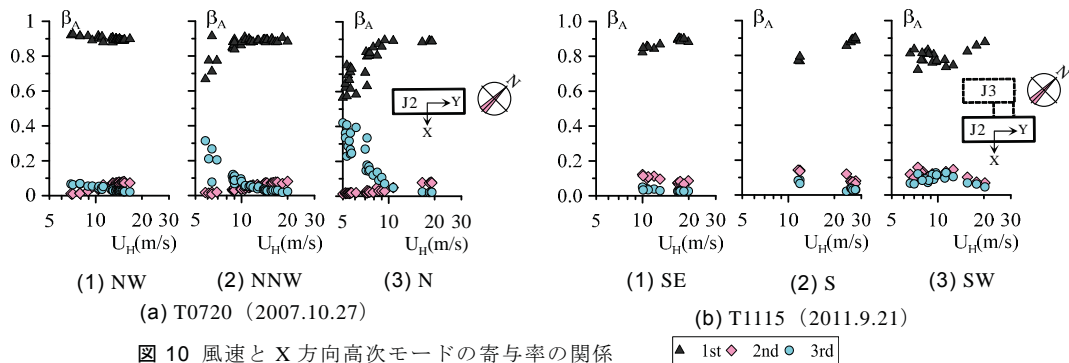 β_A β_A β_A β_A β_A β_A
1 1.0
0.8 0.8
0.6 0.6
0.4 0.4
0.2 0.2
0 0.0
N
J2 Y
X
J3
N
J2 Y
X
5 10 20 30 5 10 20 30 5 10 20 30 5 10 20 30 5 10 20 30 5 10 20 30
U_H(m/s) U_H(m/s) U_H(m/s) U_H(m/s) U_H(m/s) U_H(m/s)
(1) NW (2) NNW (3) N (1) SE (2) S (3) SW
(a) T0720（2007.10.27） (b) T1115（2011.9.21）
図 10 風速と X 方向高次モードの寄与率の関係
1st 2nd 3rd